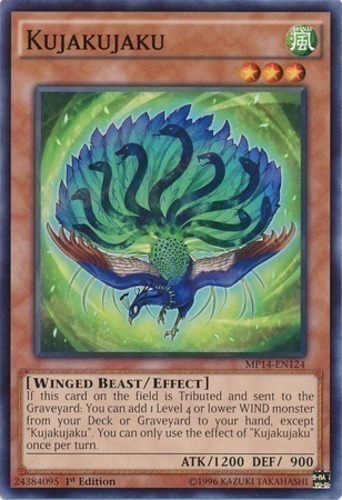 KUJAKUJAKU
風
MP14-EN124
[WINGED BEAST/EFFECT]
If this card on the field is Tributed and sent to the
Graveyard: You can add 1 Level 4 or lower WIND monster
from your Deck or Graveyard to your hand, except
"Kujakujaku". You can only use the effect of "Kujakujaku"
once per turn.
ATK/1200 DEF/ 900
24384095 1st Edition ©1996 KAZUKI TAKAHASHI